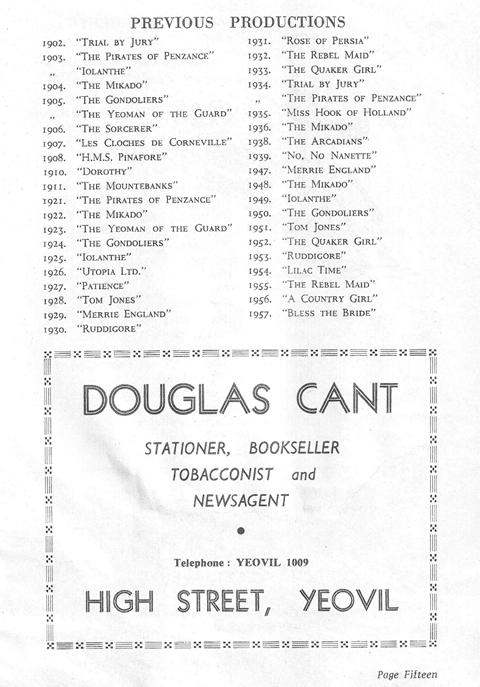 PREVIOUS PRODUCTIONS
1902. "Trial by Jury"
1903. "The Pirates of Penzance"
„ "Iolanthe"
1904. "The Mikado"
1905. "The Gondoliers"
„ "The Yeoman of the Guard"
1906. "The Sorcerer"
1907. "Les Cloches de Corneville"
1908. "H.M.S. Pinafore"
1910. "Dorothy"
1911. "The Mountebanks"
1921. "The Pirates of Penzance"
1922. "The Mikado"
1923. "The Yeoman of the Guard"
1924. "The Gondoliers"
1925. "Iolanthe"
1926. "Utopia Ltd."
1927. "Patience"
1928. "Tom Jones"
1929. "Merrie England"
1930. "Ruddigore"
1931. "Rose of Persia"
1932. "The Rebel Maid"
1933. "The Quaker Girl"
1934. "Trial by Jury"
„ "The Pirates of Penzance"
1935. "Miss Hook of Holland"
1936. "The Mikado"
1938. "The Arcadians"
1939. "No, No Nanette"
1947. "Merrie England"
1948. "The Mikado"
1949. "Iolanthe"
1950. "The Gondoliers"
1951. "Tom Jones"
1952. "The Quaker Girl"
1953. "Ruddigore"
1954. "Lilac Time"
1955. "The Rebel Maid"
1956. "A Country Girl"
1957. "Bless the Bride"
DOUGLAS CANT
STATIONER, BOOKSELLER
TOBACCONIST and
NEWSAGENT
Telephone : YEOVIL 1009
HIGH STREET, YEOVIL
Page Fifteen